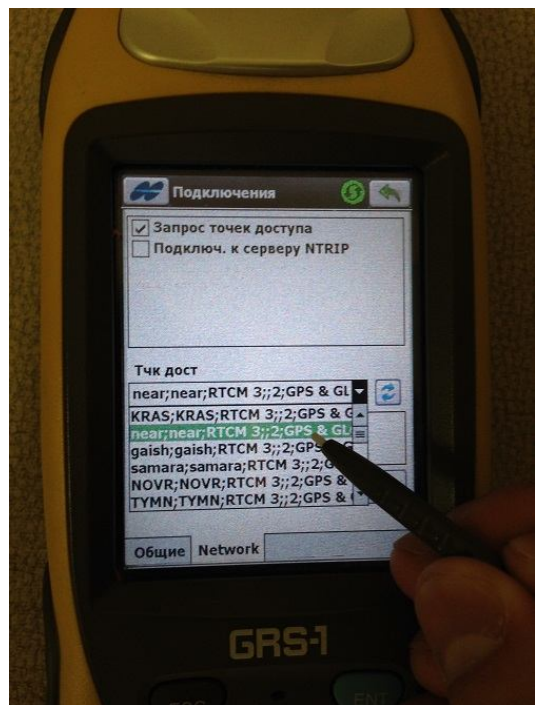 Подключения
Запрос точек доступа
Подключ. к серверу NTRIP
Тчк дост
near;near;RTCM 3;;2;GPS & GL
KRAS;KRAS;RTCM 3;;2;GPS & G
near;near;RTCM 3;;2;GPS & GL
gaish;gaish;RTCM 3;;2;GPS
samara;samara;RTCM 3;;2;G
NOVR;NOVR;RTCM 3;;2;GPS &
TYMN;TYMN;RTCM 3;;2;GPS &
Общие Network
GRS-1
ESC ENT